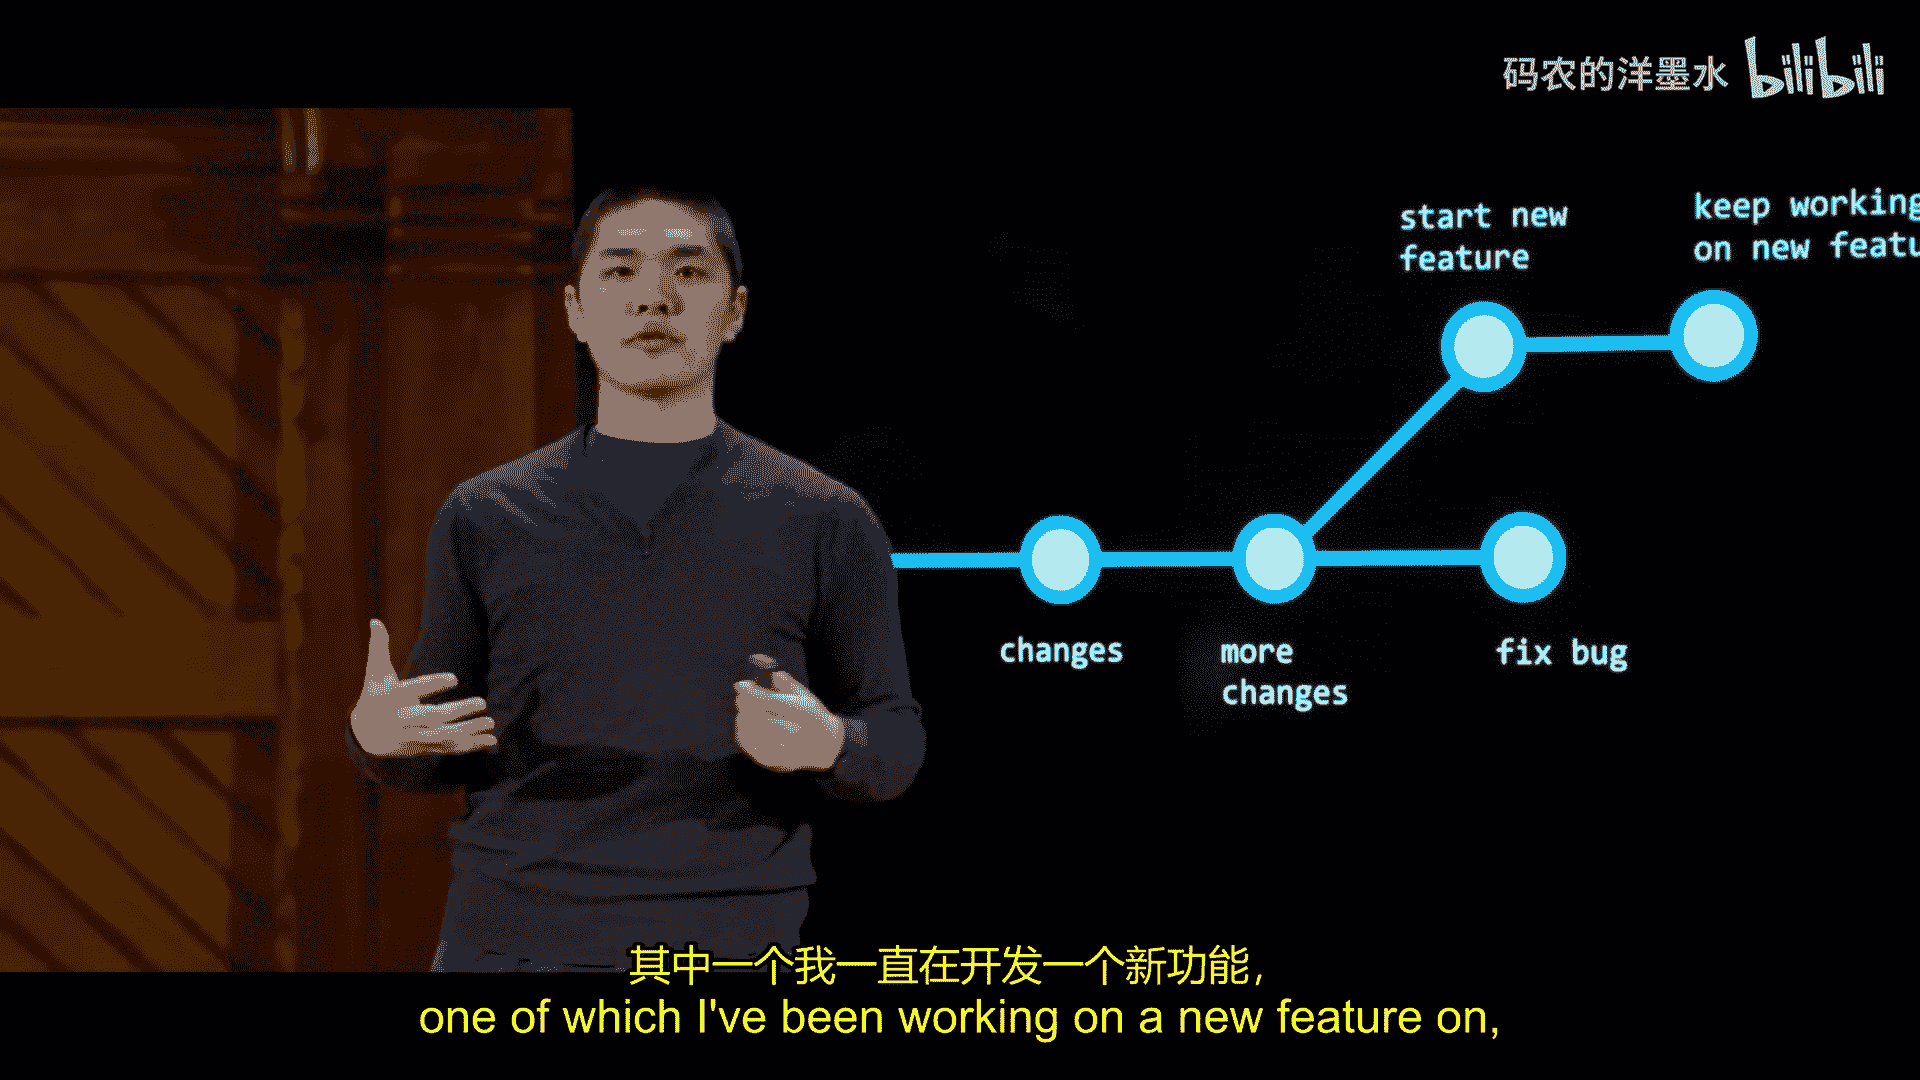 码农的洋墨水 bilibili
start new
feature
keep working
on new featu
changes
more
changes
fix bug
其中一个我一直在开发一个新功能，
one of which I've been working on a new feature on,